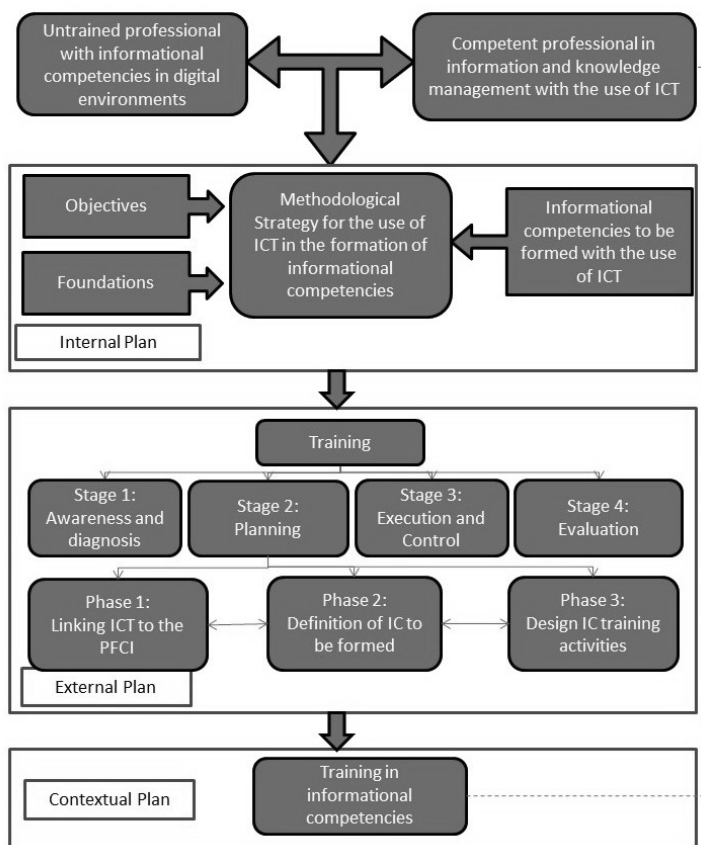 Untrained professional
with informational
competencies in digital
environments
Competent professional in
information and knowledge
management with the use of ICT
Objectives
Foundations
Methodological
Strategy for the use of
ICT in the formation of
informational
competencies
Informational
competencies to be
formed with the use
of ICT
Internal Plan
Training
Stage 1:
Awareness and
diagnosis
Stage 2:
Planning
Stage 3:
Execution and
Control
Stage 4:
Evaluation
Phase 1:
Linking ICT to the
PFCI
Phase 2:
Definition of IC to
be formed
Phase 3:
Design IC training
activities
External Plan
Contextual Plan
Training in
informational
competencies